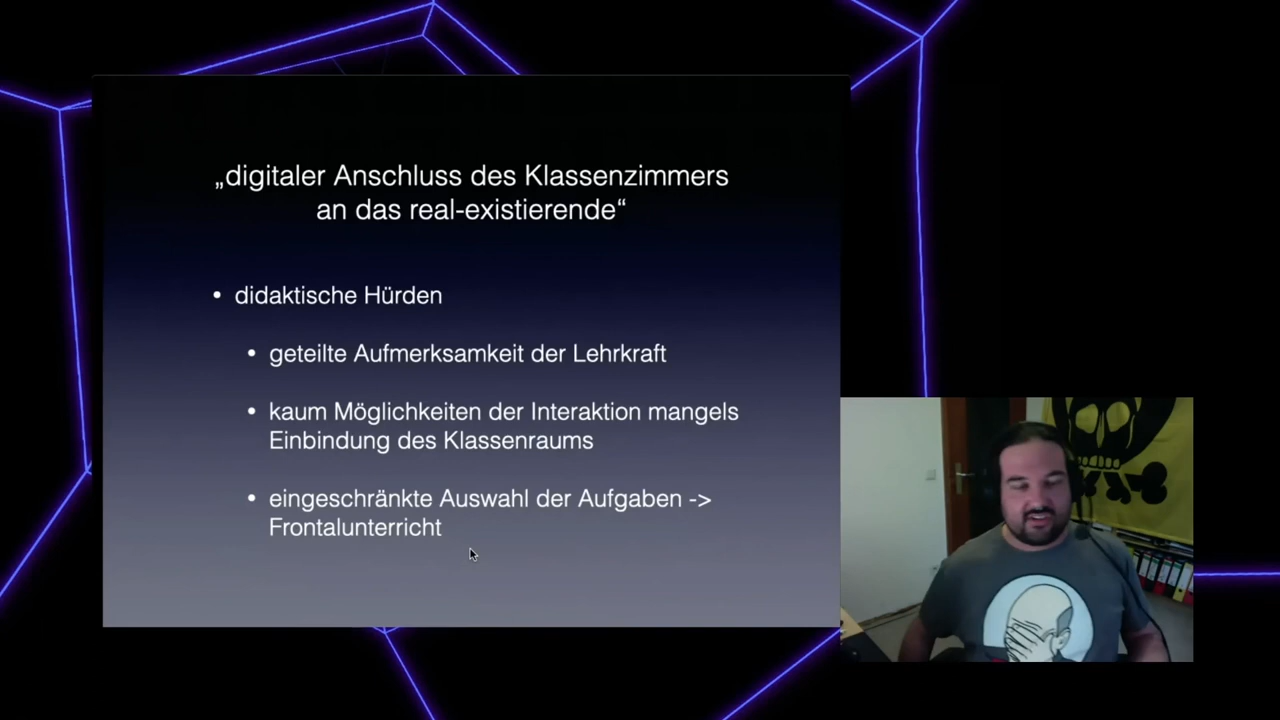 „digitaler Anschluss des Klassenzimmers
an das real-existierende“
• didaktische Hürden
• geteilte Aufmerksamkeit der Lehrkraft
• kaum Möglichkeiten der Interaktion mangels
Einbindung des Klassenraums
• eingeschränkte Auswahl der Aufgaben ->
Frontalunterricht